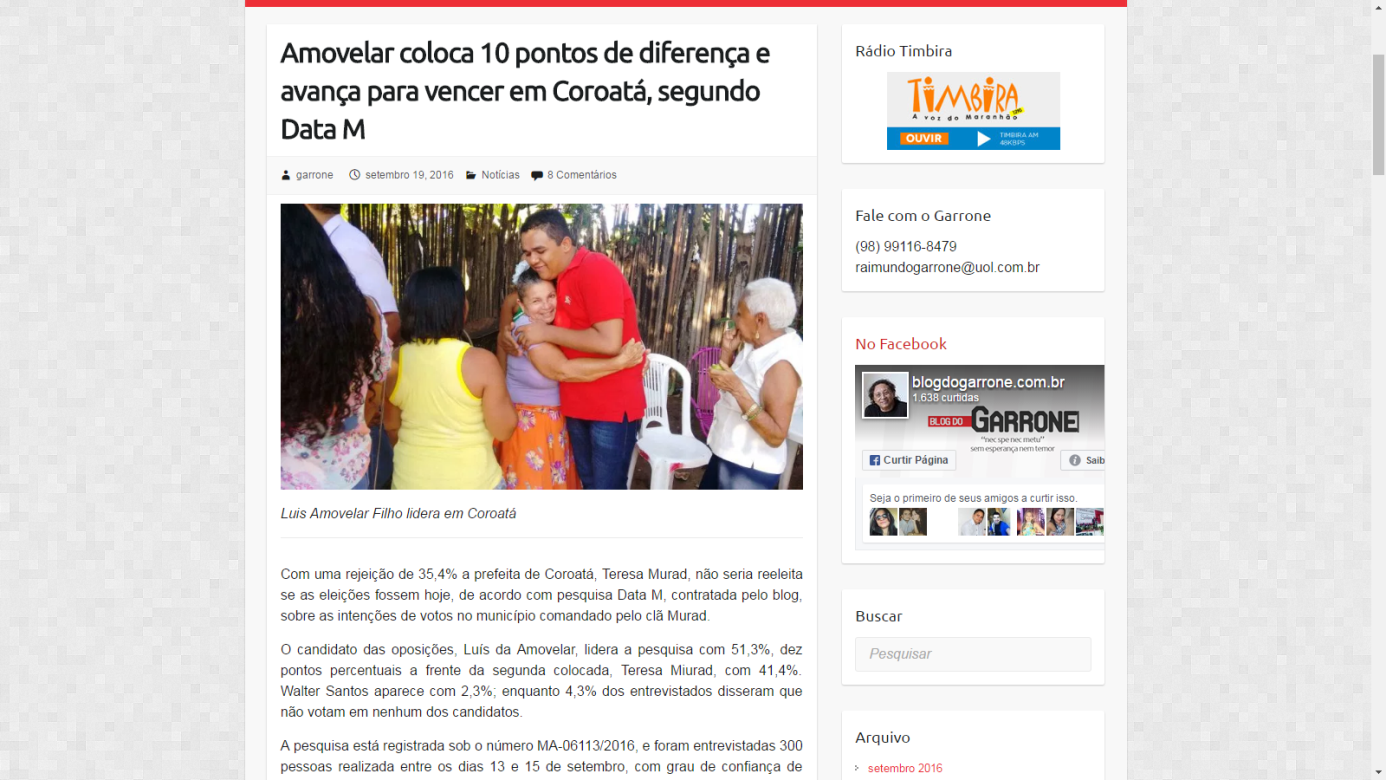 Amovelar coloca 10 pontos de diferença e
avança para vencer em Coroatá, segundo
Data M
garrone setembro 19, 2016 Notícias 8 Comentários
Luis Amovelar Filho lidera em Coroatá
Com uma rejeição de 35,4% a prefeita de Coroatá, Teresa Murad, não seria reeleita
se as eleições fossem hoje, de acordo com pesquisa Data M, contratada pelo blog,
sobre as intenções de votos no município comandado pelo clã Murad.
O candidato das oposições, Luís da Amovelar, lidera a pesquisa com 51,3%, dez
pontos percentuais a frente da segunda colocada, Teresa Miurad, com 41,4%.
Walter Santos aparece com 2,3%; enquanto 4,3% dos entrevistados disseram que
não votam em nenhum dos candidatos.
A pesquisa está registrada sob o número MA-06113/2016, e foram entrevistadas 300
pessoas realizada entre os dias 13 e 15 de setembro, com grau de confiança de
Rádio Timbira
TIMBIRA
A voz do Maranhão
OUVIR
TIMBIRA AM
48KBPS
Fale com o Garrone
(98) 99116-8479
raimundogarrone@uol.com.br
No Facebook
blogdogarrone.com.br
1.638 curtidas
BLOG DO GARRONE
"nec spe nec metu"
sem esperança nem temor
Curtir Página
Saib
Seja o primeiro de seus amigos a curtir isso.
Buscar
Pesquisar
Arquivo
setembro 2016